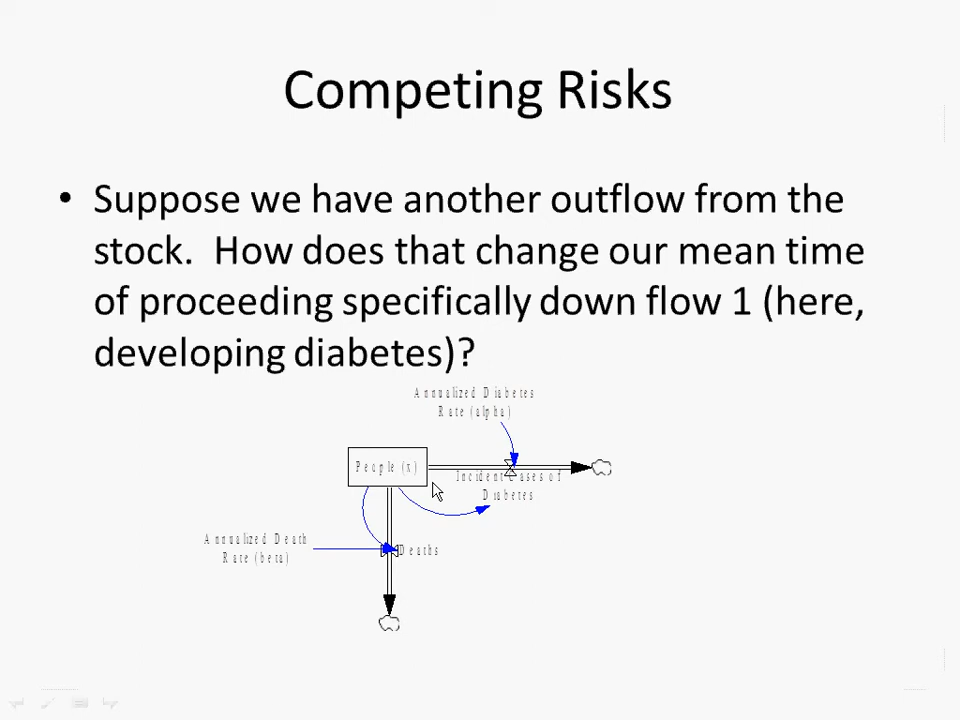 Competing Risks
• Suppose we have another outflow from the
stock.  How does that change our mean time
of proceeding specifically down flow 1 (here,
developing diabetes)?
Annualized Diabetes
Rate (alpha)
People (x)
Incident Cases of
Diabetes
Annualized Death
Rate (beta)
Deaths